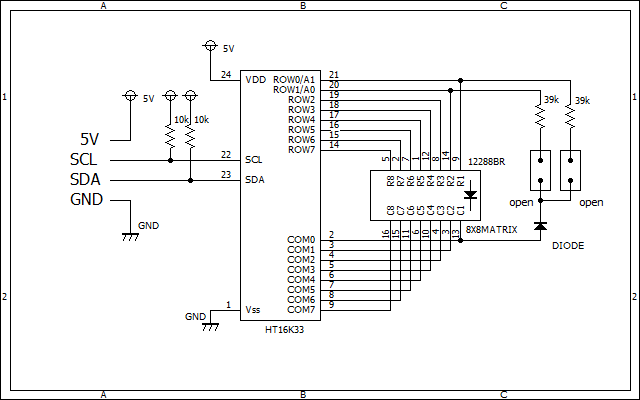 A B C
5V
24 VDD ROW0/A1 21
ROW1/A0 20
ROW2 19
ROW3 18
ROW4 17
ROW5 16
ROW6 15
ROW7 14
1 5V 39k 39k 1
10k 10k
5V
SCL 22 SCL
SDA 23 SDA
GND
GND
5 2 7 1 12 8 14 9 12288BR
R8 R7 R6 R5 R4 R3 R2 R1
C8 C7 C6 C5 C4 C3 C2 C1
16 15 11 6 10 4 3 13 8X8MATRIX
open open
DIODE
COM0 2
COM1 3
COM2 4
COM3 5
COM4 6
COM5 7
COM6 8
COM7 9
2 2
GND 1 Vss
HT16K33
A B C